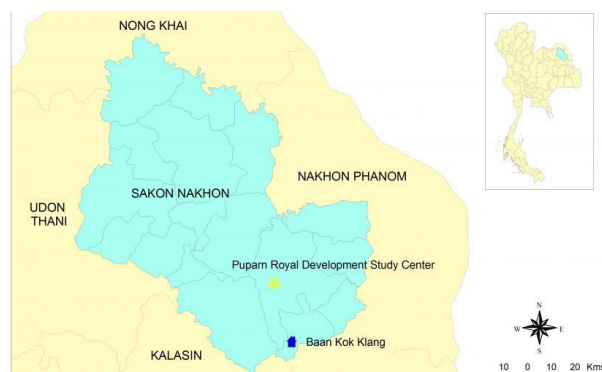 NONG KHAI
NAKHON PHANOM
SAKON NAKHON
UDON
THANI
Puparn Royal Development Study Center
Baan Kok Klang
KALASIN
N
W E
S
10 0 10 20 Kms